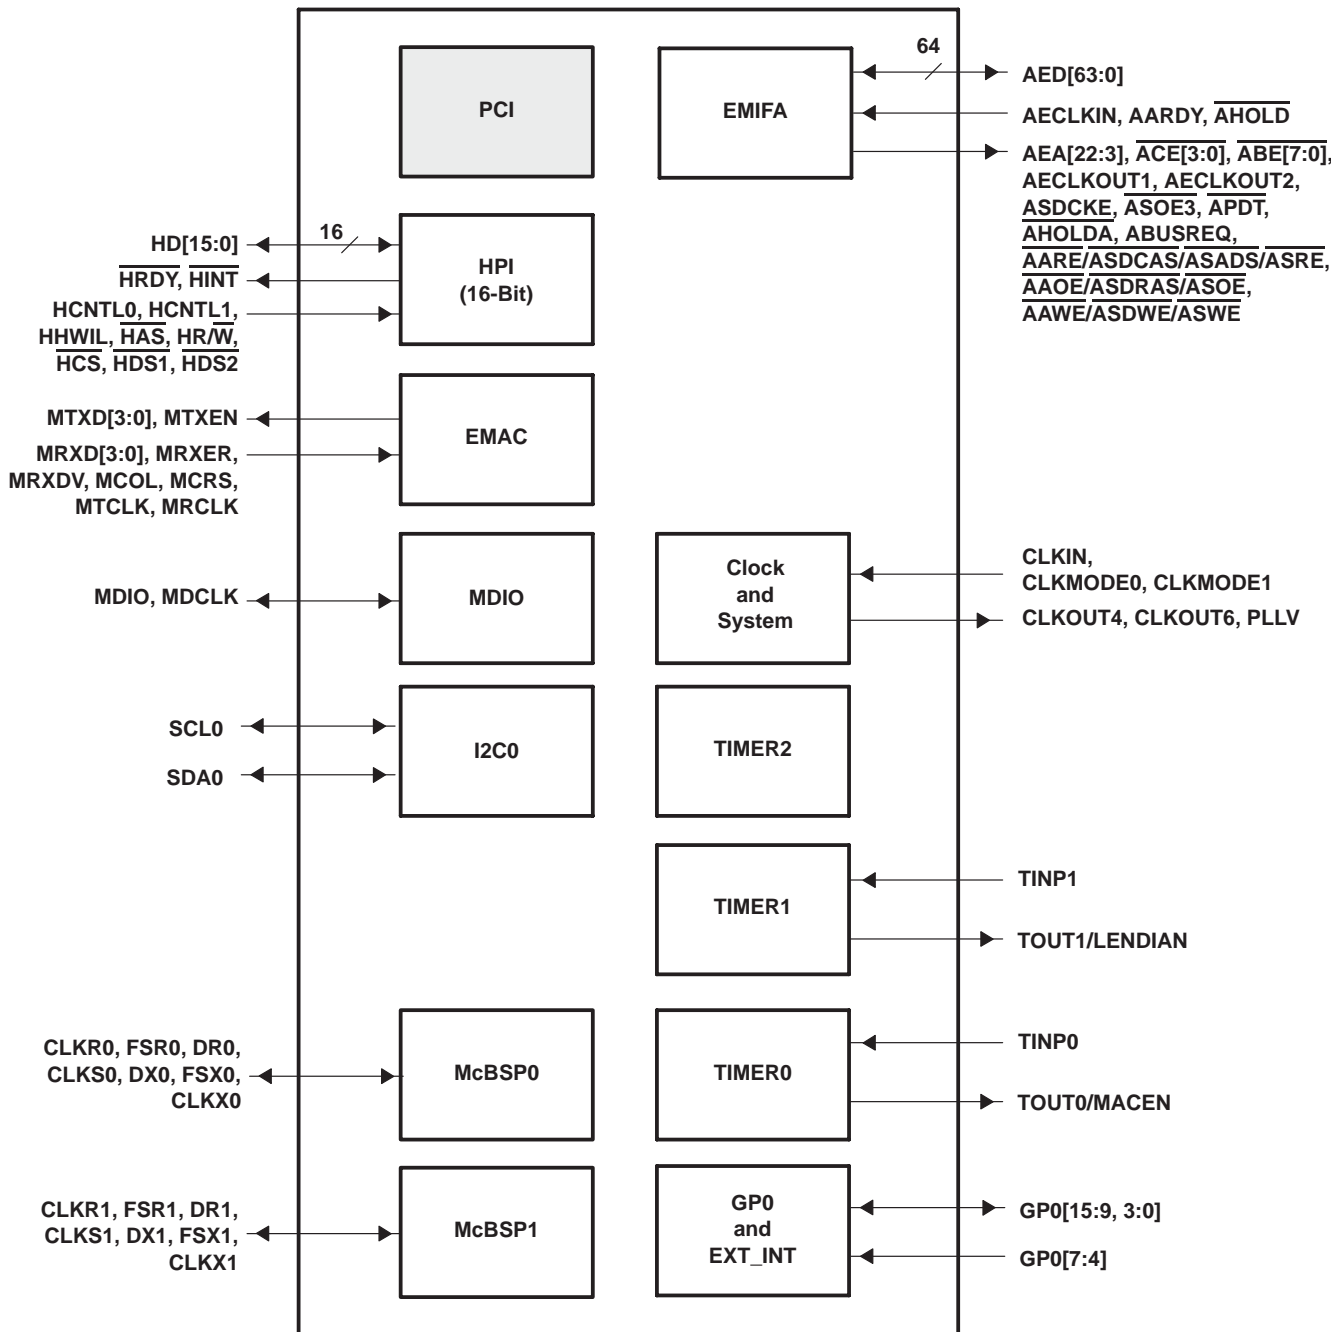 PCI
64
EMIFA
AED[63:0]
AECLKIN, AARDY, AHOLD
AEA[22:3], ACE[3:0], ABE[7:0],
AECLKOUT1, AECLKOUT2,
ASDCKE, ASOE3, APDT,
AHOLDA, ABUSREQ,
AARE/ASDCAS/ASADS/ASRE,
AAOE/ASDRAS/ASOE,
AAWE/ASDWE/ASWE
HD[15:0]
16
HRDY, HINT
HCNTL0, HCNTL1,
HHWIL, HAS, HR/W,
HCS, HDS1, HDS2
HPI
(16-Bit)
MTXD[3:0], MTXEN
MRXD[3:0], MRXER,
MRXDV, MCOL, MCRS,
MTCLK, MRCLK
EMAC
MDIO, MDCLK
MDIO
Clock
and
System
CLKIN,
CLKMODE0, CLKMODE1
CLKOUT4, CLKOUT6, PLLV
SCL0
SDA0
I2C0
TIMER2
TIMER1
TINP1
TOUT1/LENDIAN
CLKR0, FSR0, DR0,
CLKS0, DX0, FSX0,
CLKX0
McBSP0
TIMER0
TINP0
TOUT0/MACEN
CLKR1, FSR1, DR1,
CLKS1, DX1, FSX1,
CLKX1
McBSP1
GP0
and
EXT_INT
GP0[15:9, 3:0]
GP0[7:4]